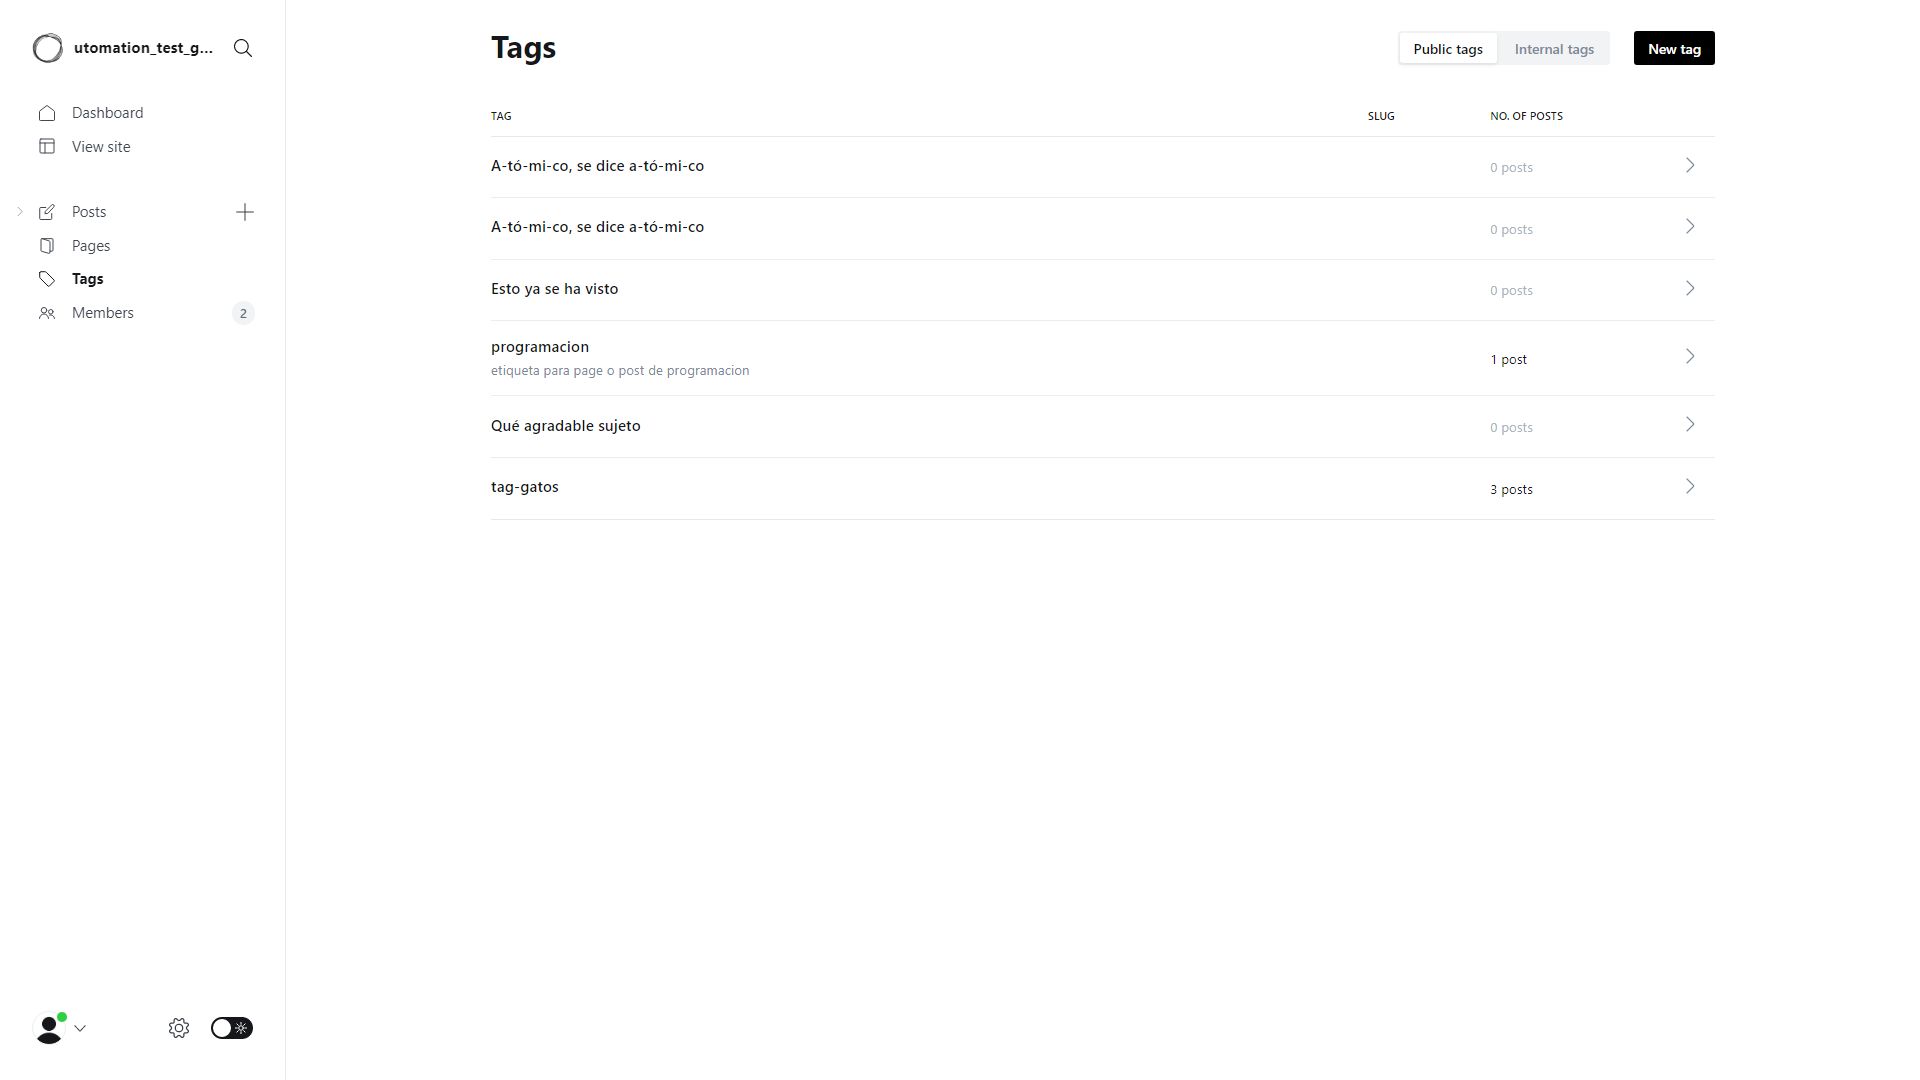 utomation_test_g...
Dashboard
View site
Posts
Pages
Tags
Members 2
Tags
Public tags Internal tags New tag
TAG SLUG NO. OF POSTS
A-tó-mi-co, se dice a-tó-mi-co 0 posts
A-tó-mi-co, se dice a-tó-mi-co 0 posts
Esto ya se ha visto 0 posts
programacion 1 post
etiqueta para page o post de programacion
Qué agradable sujeto 0 posts
tag-gatos 3 posts